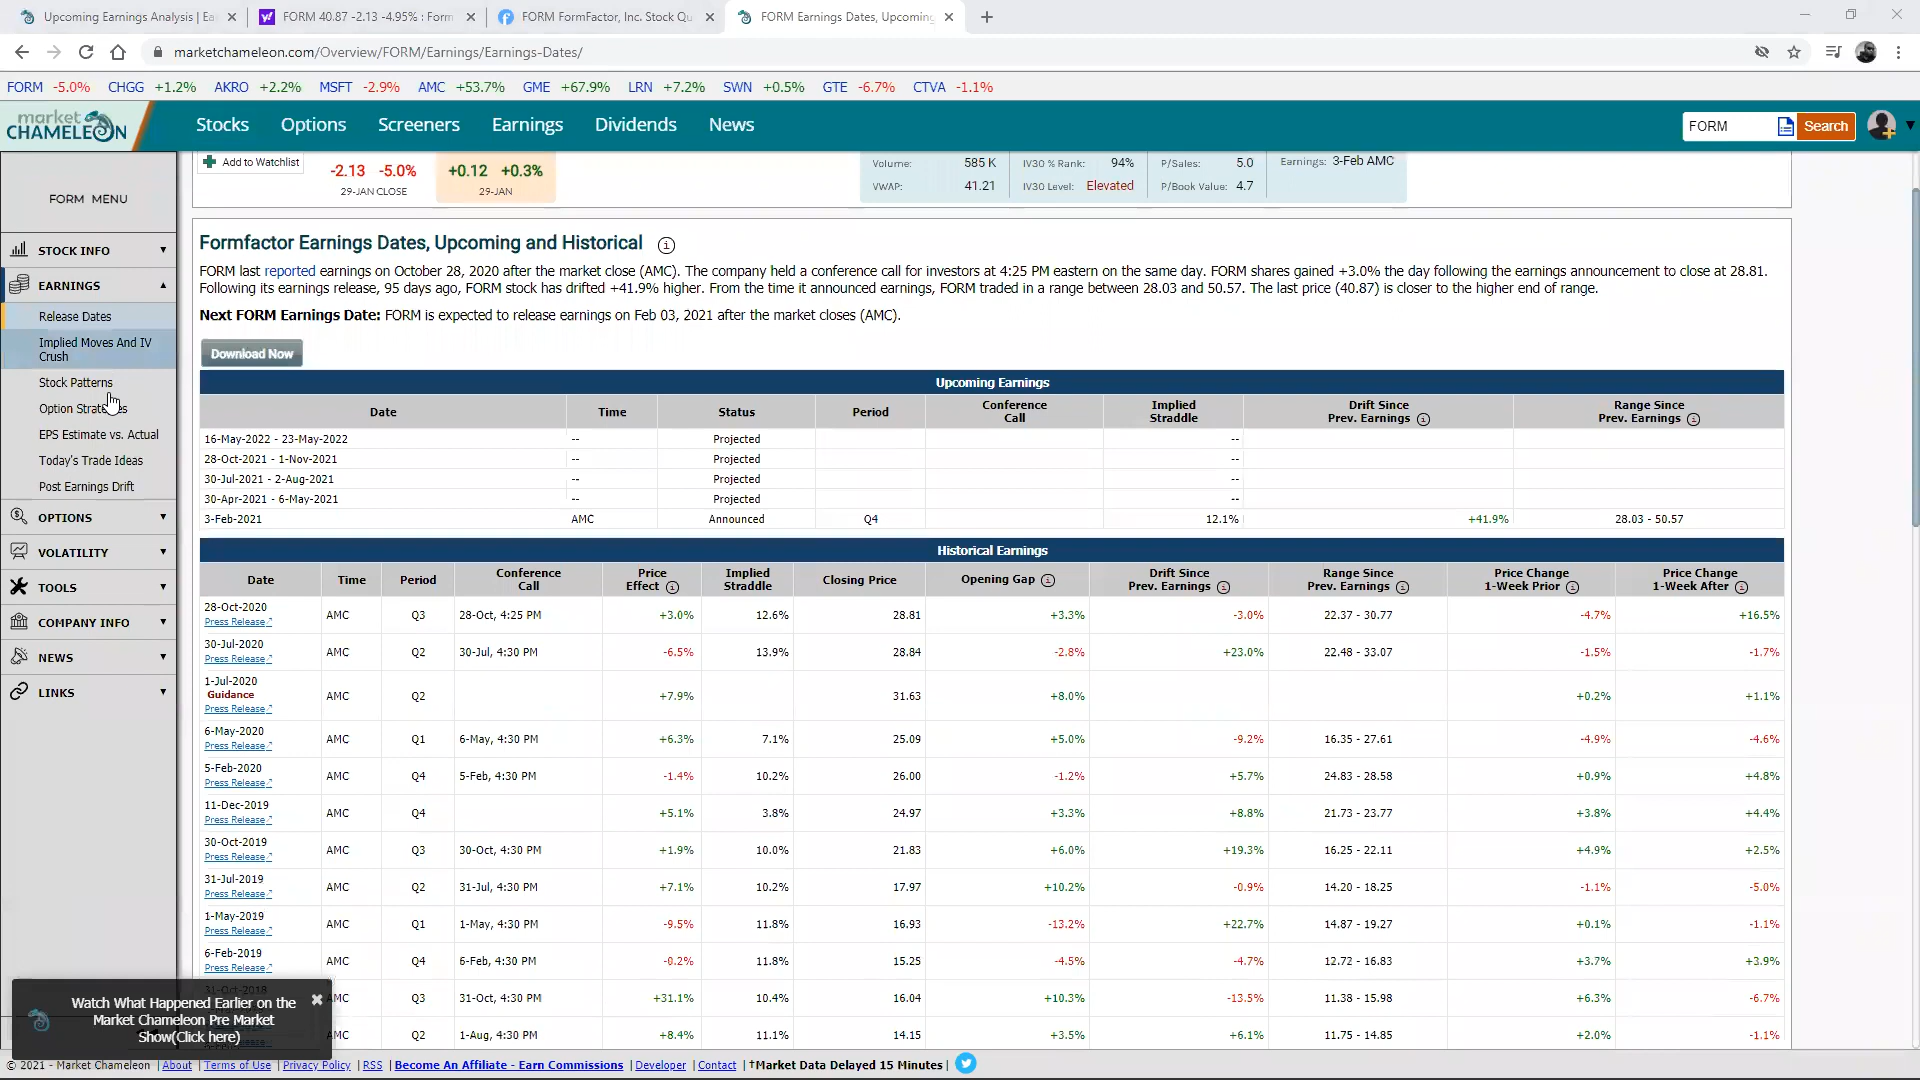 Upcoming Earnings Analysis | Ea
FORM 40.87 -2.13 -4.95% : Form
FORM FormFactor, Inc. Stock Qu
FORM Earnings Dates, Upcoming
marketchameleon.com/Overview/FORM/Earnings/Earnings-Dates/
FORM -5.0% CHGG +1.2% AKRO +2.2% MSFT -2.9% AMC +53.7% GME +67.9% LRN +7.2% SWN +0.5% GTE -6.7% CTVA -1.1%
market CHAMELEON
Stocks Options Screeners Earnings Dividends News
FORM Search
FORM MENU
STOCK INFO
EARNINGS
Release Dates
Implied Moves And IV
Crush
Stock Patterns
Option
EPS Estimate vs. Actual
Today's Trade Ideas
Post Earnings Drift
OPTIONS
VOLATILITY
TOOLS
COMPANY INFO
NEWS
LINKS
Add to Watchlist
-2.13 -5.0%
29-JAN CLOSE
+0.12 +0.3%
29-JAN
Volume: 585 K
VWAP: 41.21
IV30 % Rank: 94%
IV30 Level: Elevated
P/Sales: 5.0
P/Book Value: 4.7
Earnings: 3-Feb AMC
Formfactor Earnings Dates, Upcoming and Historical
FORM last reported earnings on October 28, 2020 after the market close (AMC). The company held a conference call for investors at 4:25 PM eastern on the same day. FORM shares gained +3.0% the day following the earnings announcement to close at 28.81.
Following its earnings release, 95 days ago, FORM stock has drifted +41.9% higher. From the time it announced earnings, FORM traded in a range between 28.03 and 50.57. The last price (40.87) is closer to the higher end of range.
Next FORM Earnings Date: FORM is expected to release earnings on Feb 03, 2021 after the market closes (AMC).
Download Now
Upcoming Earnings
Date Time Status Period Conference Call Implied Straddle Drift Since Prev. Earnings Range Since Prev. Earnings
16-May-2022 - 23-May-2022 -- Projected --
28-Oct-2021 - 1-Nov-2021 -- Projected --
30-Jul-2021 - 2-Aug-2021 -- Projected --
30-Apr-2021 - 6-May-2021 -- Projected --
3-Feb-2021 AMC Announced Q4 12.1% +41.9% 28.03 - 50.57
Historical Earnings
Date Time Period Conference Call Price Effect Implied Straddle Closing Price Opening Gap Drift Since Prev. Earnings Range Since Prev. Earnings Price Change 1-Week Prior Price Change 1-Week After
28-Oct-2020 AMC Q3 28-Oct, 4:25 PM +3.0% 12.6% 28.81 +3.3% -3.0% 22.37 - 30.77 -4.7% +16.5%
Press Release
30-Jul-2020 AMC Q2 30-Jul, 4:30 PM -6.5% 13.9% 28.84 -2.8% +23.0% 22.48 - 33.07 -1.5% -1.7%
Press Release
1-Jul-2020 AMC Q2 +7.9% 31.63 +8.0% +0.2% +1.1%
Guidance
Press Release
6-May-2020 AMC Q1 6-May, 4:30 PM +6.3% 7.1% 25.09 +5.0% -9.2% 16.35 - 27.61 -4.9% -4.6%
Press Release
5-Feb-2020 AMC Q4 5-Feb, 4:30 PM -1.4% 10.2% 26.00 -1.2% +5.7% 24.83 - 28.58 +0.9% +4.8%
Press Release
11-Dec-2019 AMC Q4 +5.1% 3.8% 24.97 +3.3% +8.8% 21.73 - 23.77 +3.8% +4.4%
Press Release
30-Oct-2019 AMC Q3 30-Oct, 4:30 PM +1.9% 10.0% 21.83 +6.0% +19.3% 16.25 - 22.11 +4.9% +2.5%
Press Release
31-Jul-2019 AMC Q2 31-Jul, 4:30 PM +7.1% 10.2% 17.97 +10.2% -0.9% 14.20 - 18.25 -1.1% -5.0%
Press Release
1-May-2019 AMC Q1 1-May, 4:30 PM -9.5% 11.8% 16.93 -13.2% +22.7% 14.87 - 19.27 +0.1% -1.1%
Press Release
6-Feb-2019 AMC Q4 6-Feb, 4:30 PM -0.2% 11.8% 15.25 -4.5% -4.7% 12.72 - 16.83 +3.7% +3.9%
Press Release
31-Oct-2018 AMC Q3 31-Oct, 4:30 PM +31.1% 10.4% 16.04 +10.3% -13.5% 11.38 - 15.98 +6.3% -6.7%
AMC Q2 1-Aug, 4:30 PM +8.4% 11.1% 14.15 +3.5% +6.1% 11.75 - 14.85 +2.0% -1.1%
Watch What Happened Earlier on the
Market Chameleon Pre Market
Show(Click here)
© 2021 - Market Chameleon | About | Terms of Use | Privacy Policy | RSS | Become An Affiliate - Earn Commissions | Developer | Contact | †Market Data Delayed 15 Minutes |